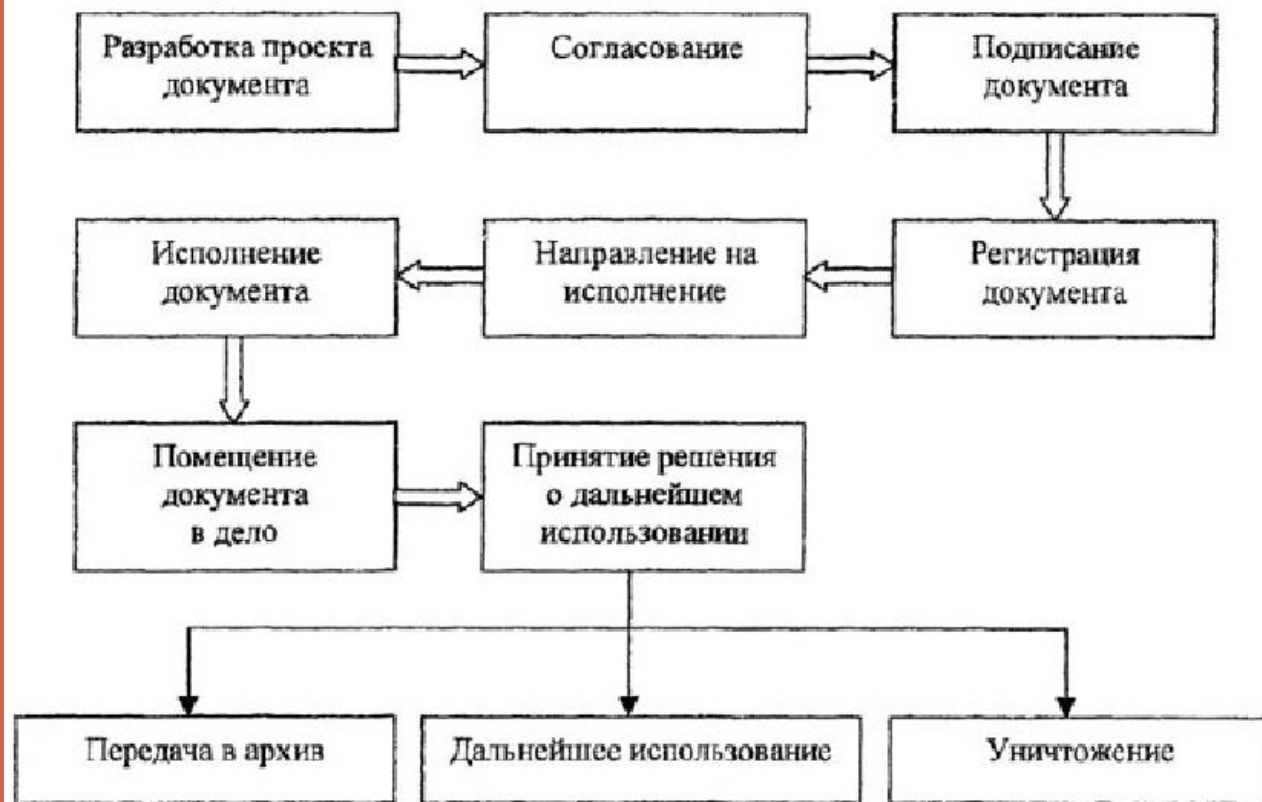 Разработка проекта
документа
Согласование
Подписание
документа
Исполнение
документа
Направление на
исполнение
Регистрация
документа
Помещение
документа
в дело
Принятие решения
о дальнейшем
использовании
Передача в архив
Дальнейшее использование
Уничтожение